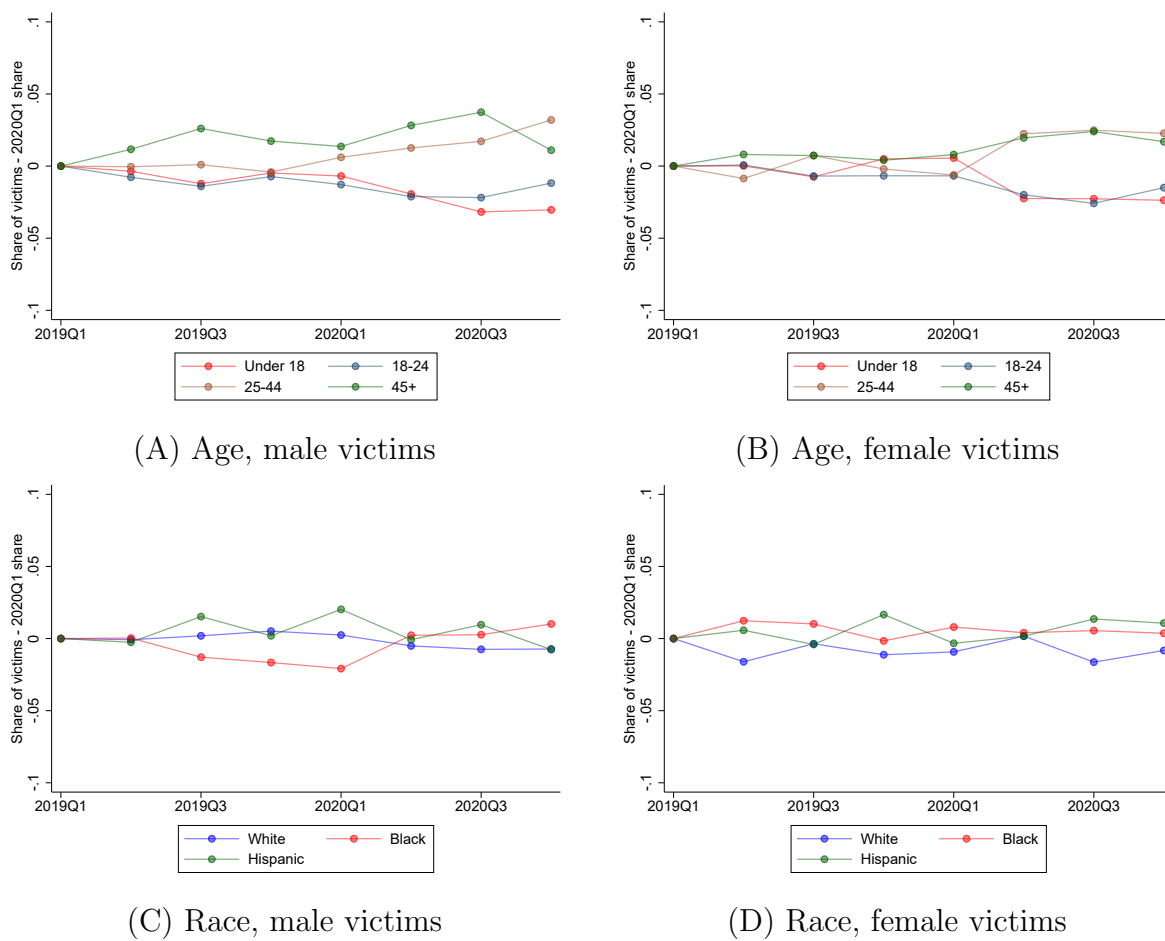 Share of victims - 2020Q1 share
.1
.05
0
-.05
-.1
2019Q1 2019Q3 2020Q1 2020Q3
Under 18 18-24
25-44 45+
(A) Age, male victims
Share of victims - 2020Q1 share
.1
.05
0
-.05
-.1
2019Q1 2019Q3 2020Q1 2020Q3
Under 18 18-24
25-44 45+
(B) Age, female victims
Share of victims - 2020Q1 share
.1
.05
0
-.05
-.1
2019Q1 2019Q3 2020Q1 2020Q3
White Black
Hispanic
(C) Race, male victims
Share of victims - 2020Q1 share
.1
.05
0
-.05
-.1
2019Q1 2019Q3 2020Q1 2020Q3
White Black
Hispanic
(D) Race, female victims